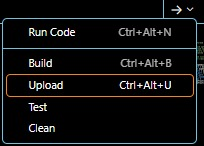 Run Code Ctrl+Alt+N
Build Ctrl+Alt+B
Upload Ctrl+Alt+U
Test
Clean